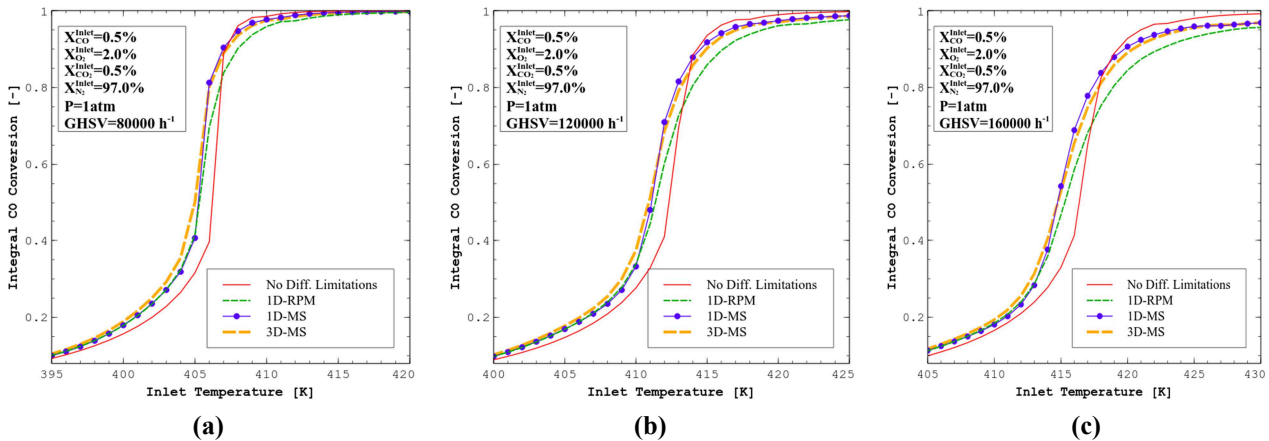 Integral CO Conversion [-]
1
0.8
0.6
0.4
0.2
X_CO^Inlet=0.5%
X_O₂^Inlet=2.0%
X_CO₂^Inlet=0.5%
X_N₂^Inlet=97.0%
P=1atm
GHSV=80000 h⁻¹
No Diff. Limitations
1D-RPM
1D-MS
3D-MS
395 400 405 410 415 420
Inlet Temperature [K]
(a)
Integral CO Conversion [-]
1
0.8
0.6
0.4
0.2
X_CO^Inlet=0.5%
X_O₂^Inlet=2.0%
X_CO₂^Inlet=0.5%
X_N₂^Inlet=97.0%
P=1atm
GHSV=120000 h⁻¹
No Diff. Limitations
1D-RPM
1D-MS
3D-MS
400 405 410 415 420 425
Inlet Temperature [K]
(b)
Integral CO Conversion [-]
1
0.8
0.6
0.4
0.2
X_CO^Inlet=0.5%
X_O₂^Inlet=2.0%
X_CO₂^Inlet=0.5%
X_N₂^Inlet=97.0%
P=1atm
GHSV=160000 h⁻¹
No Diff. Limitations
1D-RPM
1D-MS
3D-MS
405 410 415 420 425 430
Inlet Temperature [K]
(c)